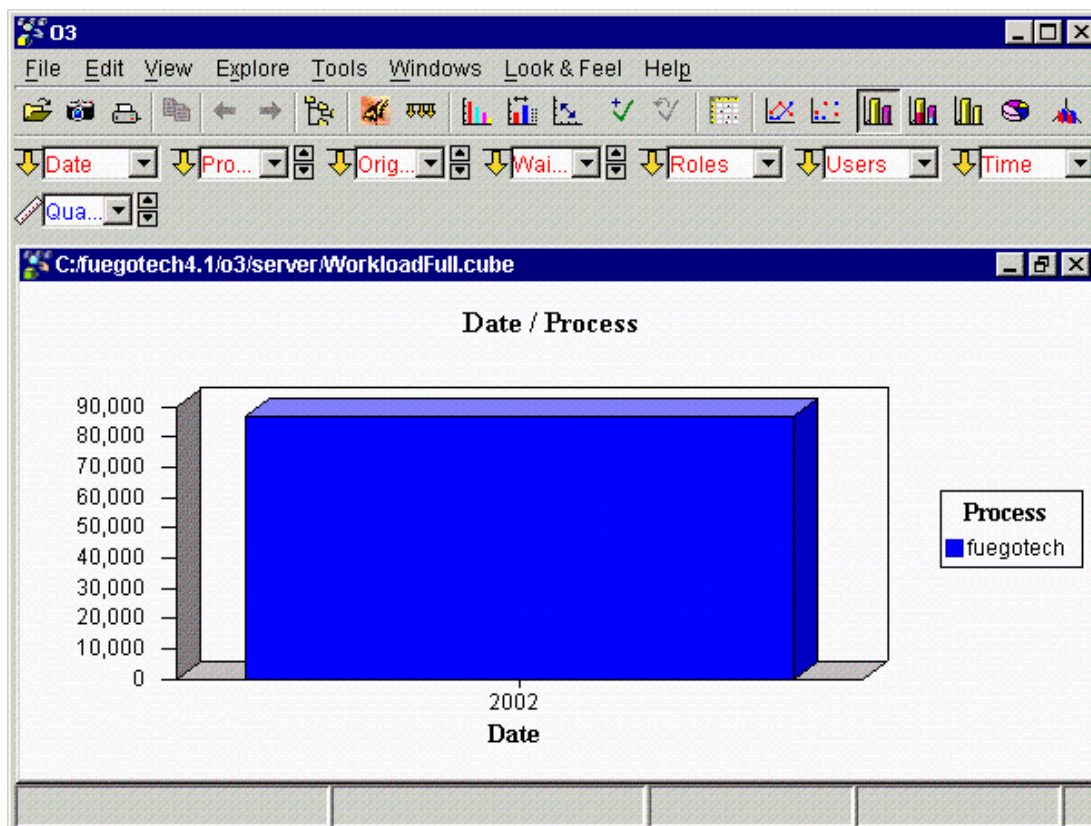 O3
File Edit View Explore Tools Windows Look & Feel Help
Date Pro... Orig... Wai... Roles Users Time
Qua...
C:/fuegotech4.1/o3/server/WorkloadFull.cube
Date / Process
90,000
80,000
70,000
60,000
50,000
40,000
30,000
20,000
10,000
0
2002
Date
Process
fuegotech